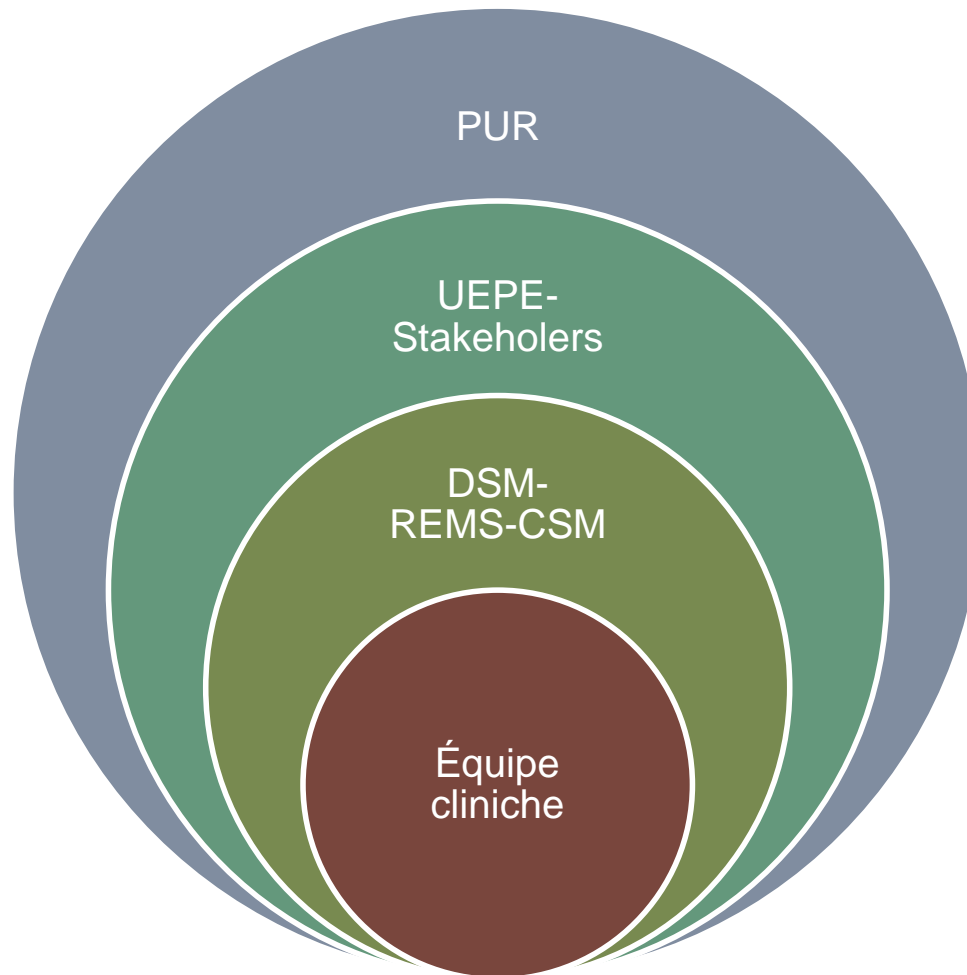 PUR
UEPE-
Stakeholers
DSM-
REMS-CSM
Équipe
cliniche